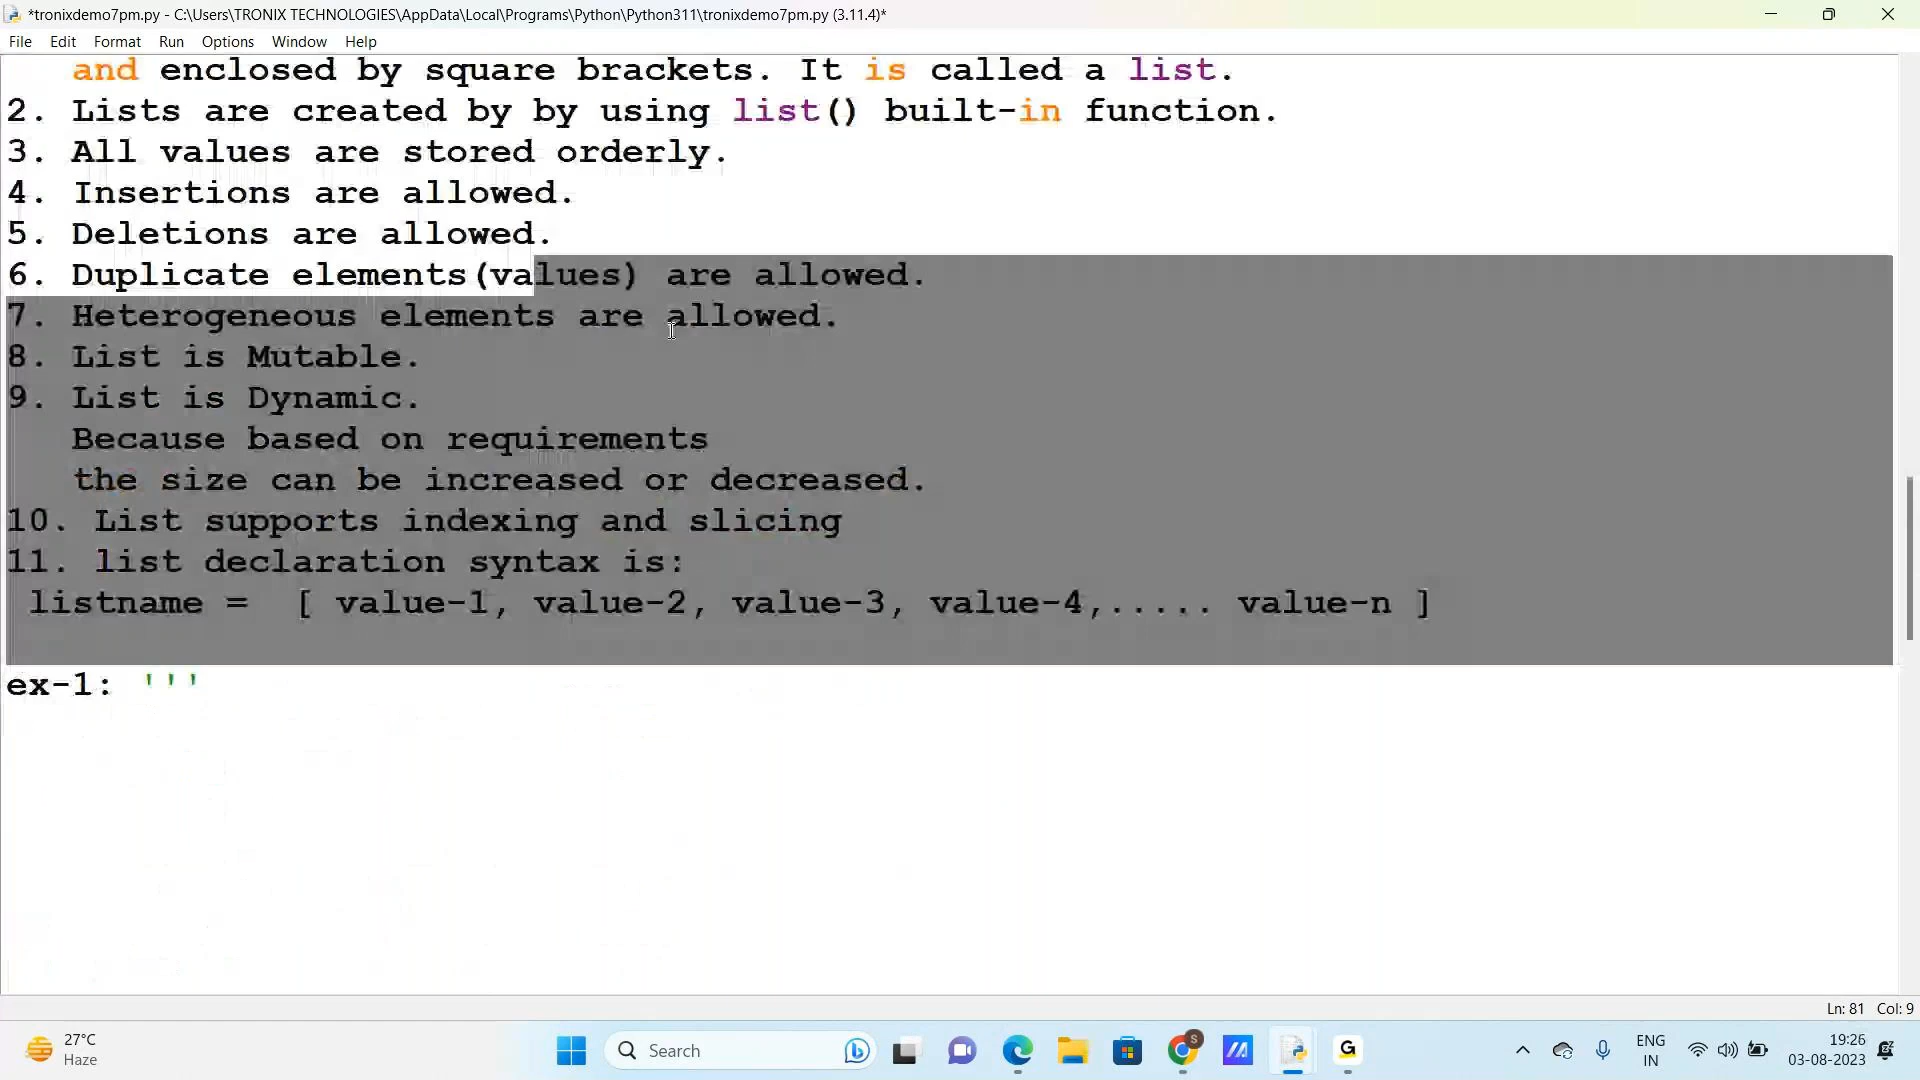 *tronixdemo7pm.py - C:\Users\TRONIX TECHNOLOGIES\AppData\Local\Programs\Python\Python311\tronixdemo7pm.py (3.11.4)*
File Edit Format Run Options Window Help
and enclosed by square brackets. It is called a list.
2. Lists are created by by using list() built-in function.
3. All values are stored orderly.
4. Insertions are allowed.
5. Deletions are allowed.
6. Duplicate elements(values) are allowed.
7. Heterogeneous elements are allowed.
8. List is Mutable.
9. List is Dynamic.
Because based on requirements
the size can be increased or decreased.
10. List supports indexing and slicing
11. list declaration syntax is:
listname =  [ value-1, value-2, value-3, value-4,..... value-n ]
ex-1: '''
Ln: 81 Col: 9
27°C
Haze
Search
S
G
ENG
IN
19:26
03-08-2023